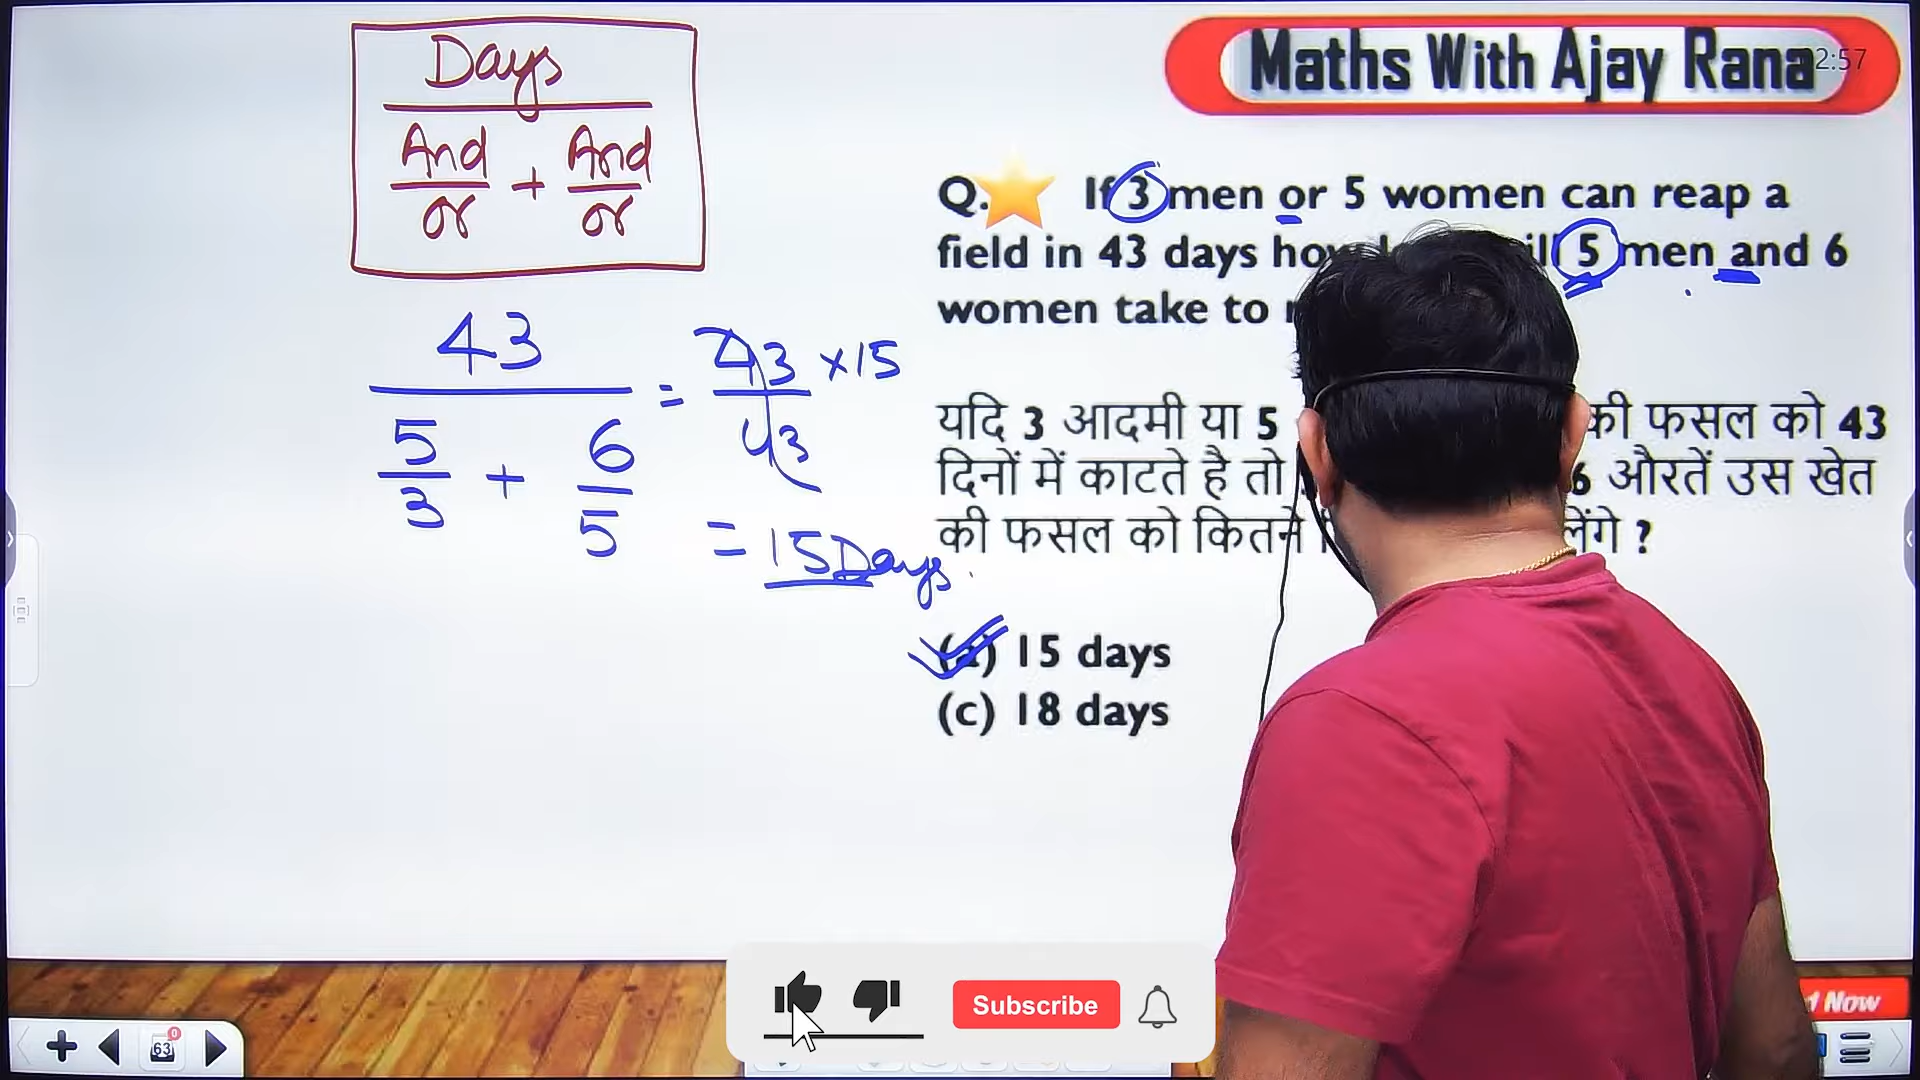 Days
And + And
or or
43
5 + 6
3 5
= 43 × 15
43
= 15 Days.
Maths With Ajay Rana
2:57
Q. If 3 men or 5 women can reap a
field in 43 days how 5 men and 6
women take to
यदि 3 आदमी या 5 की फसल को 43
दिनों में काटते है तो 6 औरतें उस खेत
की फसल को कितने लेंगे ?
(a) 15 days
(c) 18 days
Subscribe
Now
63
0